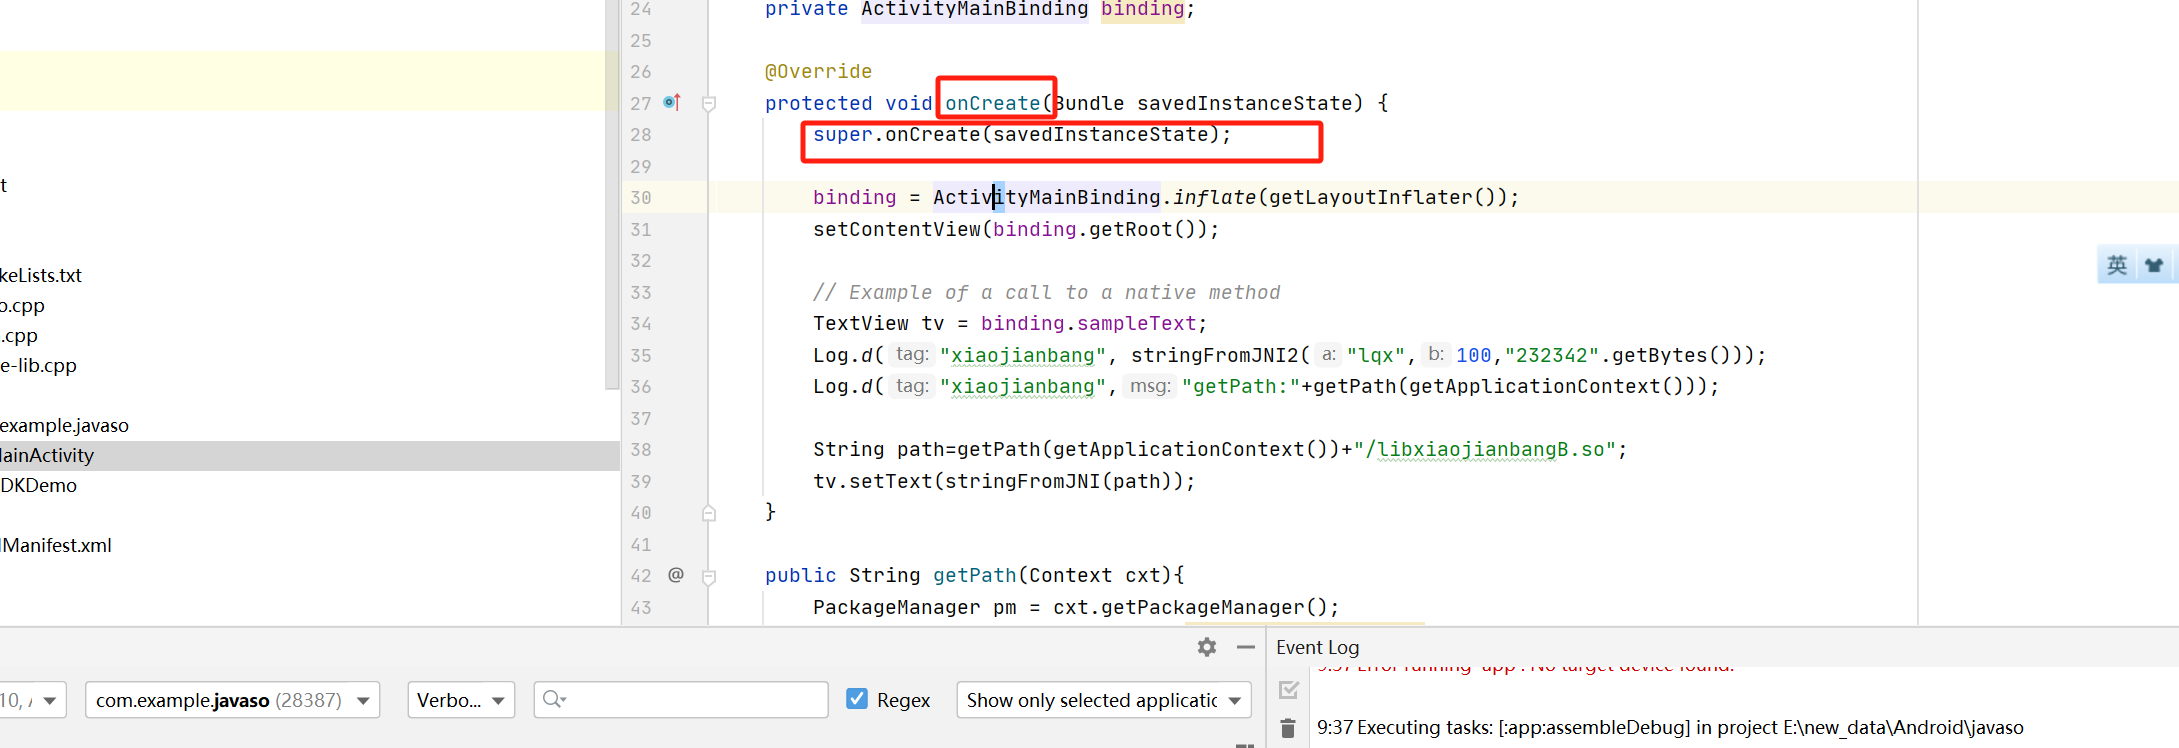 24 private ActivityMainBinding binding;
25
26 @Override
27 protected void onCreate(Bundle savedInstanceState) {
28 super.onCreate(savedInstanceState);
29
30 binding = ActivityMainBinding.inflate(getLayoutInflater());
31 setContentView(binding.getRoot());
32
33 // Example of a call to a native method
34 TextView tv = binding.sampleText;
35 Log.d( tag: "xiaojianbang", stringFromJNI2( a: "lqx", b: 100,"232342".getBytes()));
36 Log.d( tag: "xiaojianbang", msg: "getPath:"+getPath(getApplicationContext()));
37
38 String path=getPath(getApplicationContext())+"/libxiaojianbangB.so";
39 tv.setText(stringFromJNI(path));
40 }
41
42 @ public String getPath(Context cxt){
43 PackageManager pm = cxt.getPackageManager();
t
keLists.txt
o.cpp
.cpp
e-lib.cpp
example.javaso
lainActivity
DKDemo
lManifest.xml
英
Event Log
9:37 Error running 'app': No target device found.
10, com.example.javaso (28387) Verbo... Regex Show only selected applicatic
9:37 Executing tasks: [:app:assembleDebug] in project E:\new_data\Android\javaso